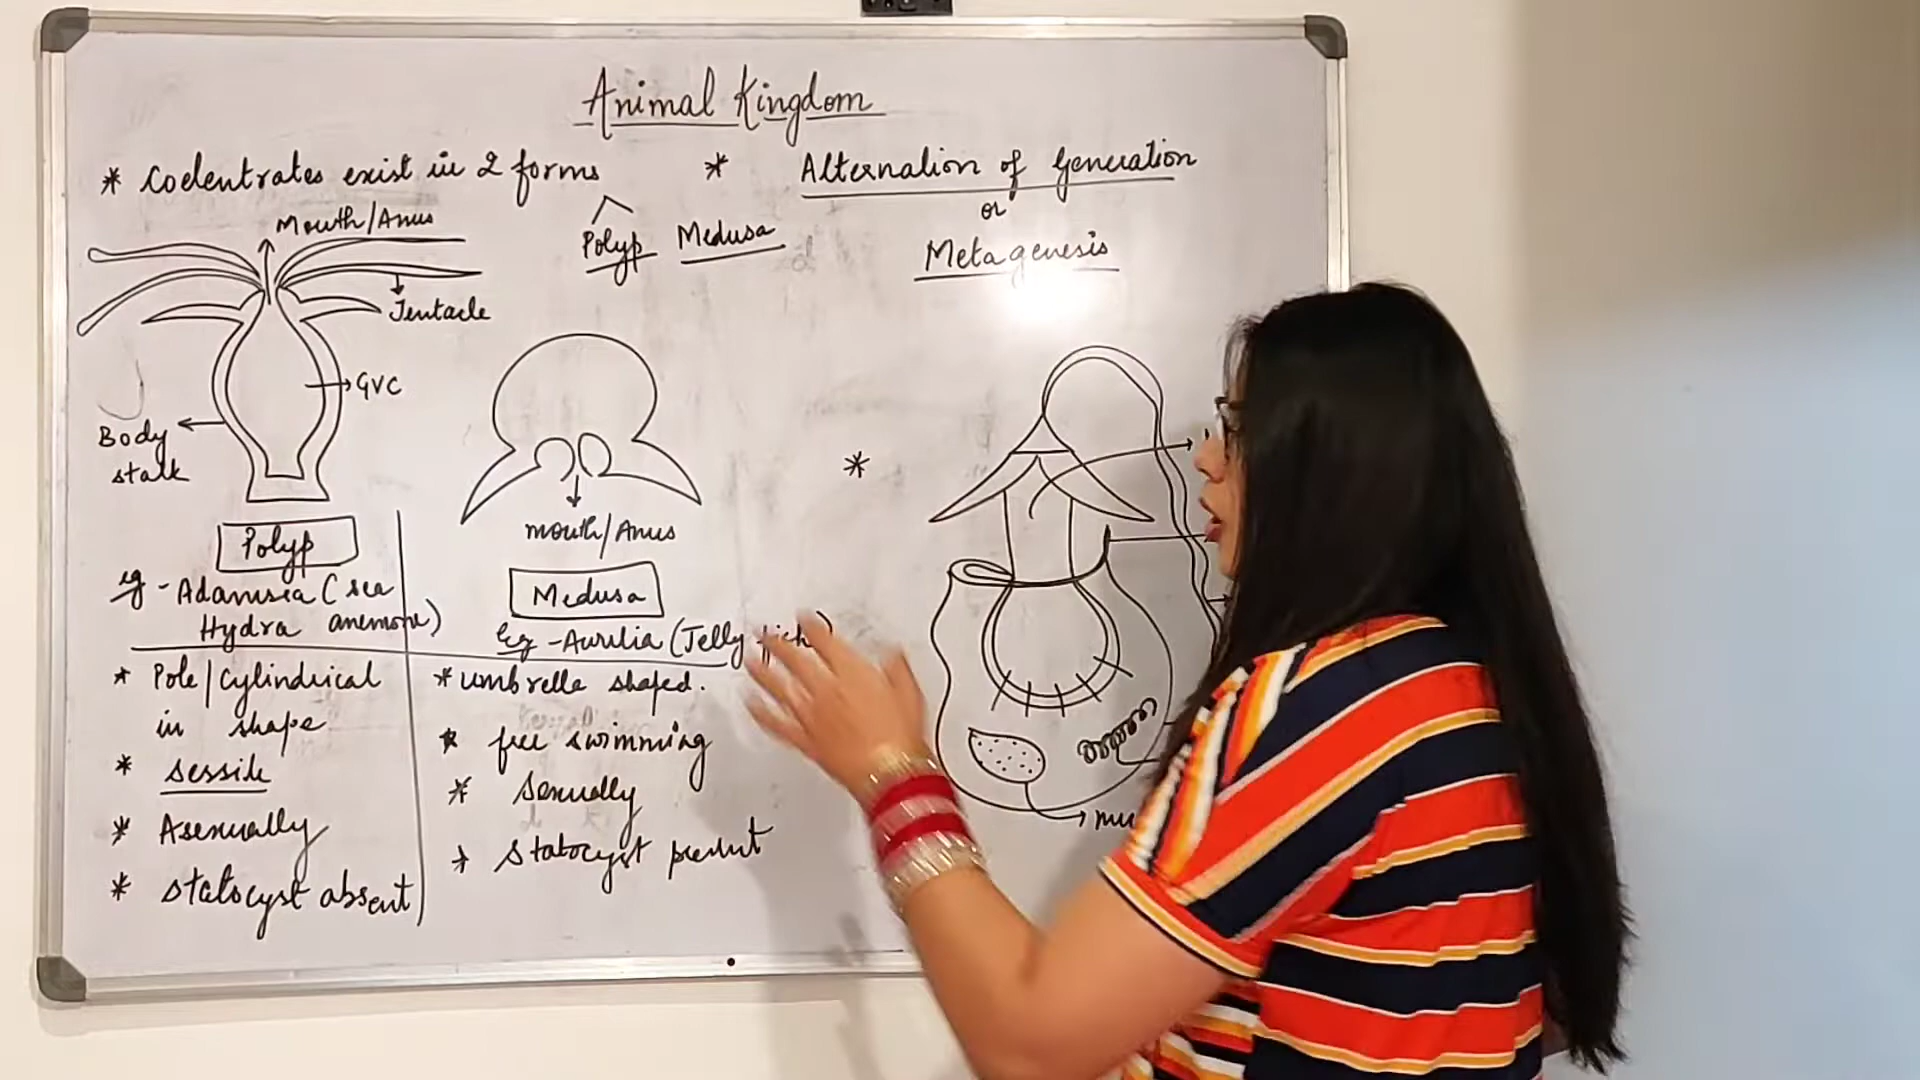 Animal Kingdom
* Coelentrates exist in 2 forms
Polyp Medusa
Mouth/Anus
Tentacle
GVC
Body
stalk
Polyp
eg - Adamsia (sea
Hydra anemone)
* Pole/Cylindrical
in shape
* sessile
* Asexually
* statocyst absent
mouth/Anus
Medusa
Eg - Aurelia (Jelly fish)
* umbrella shaped.
* free swimming
* Sexually
* Statocyst present
* Alternation of Generation
or
Metagenesis
*